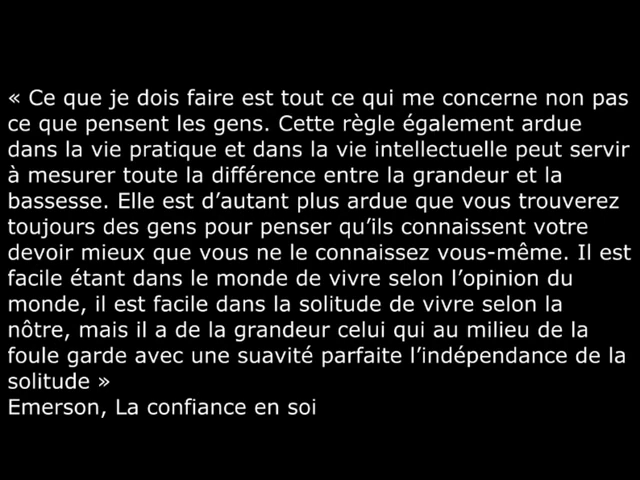 « Ce que je dois faire est tout ce qui me concerne non pas
ce que pensent les gens. Cette règle également ardue
dans la vie pratique et dans la vie intellectuelle peut servir
à mesurer toute la différence entre la grandeur et la
bassesse. Elle est d’autant plus ardue que vous trouverez
toujours des gens pour penser qu’ils connaissent votre
devoir mieux que vous ne le connaissez vous-même. Il est
facile étant dans le monde de vivre selon l’opinion du
monde, il est facile dans la solitude de vivre selon la
nôtre, mais il a de la grandeur celui qui au milieu de la
foule garde avec une suavité parfaite l’indépendance de la
solitude »
Emerson, La confiance en soi